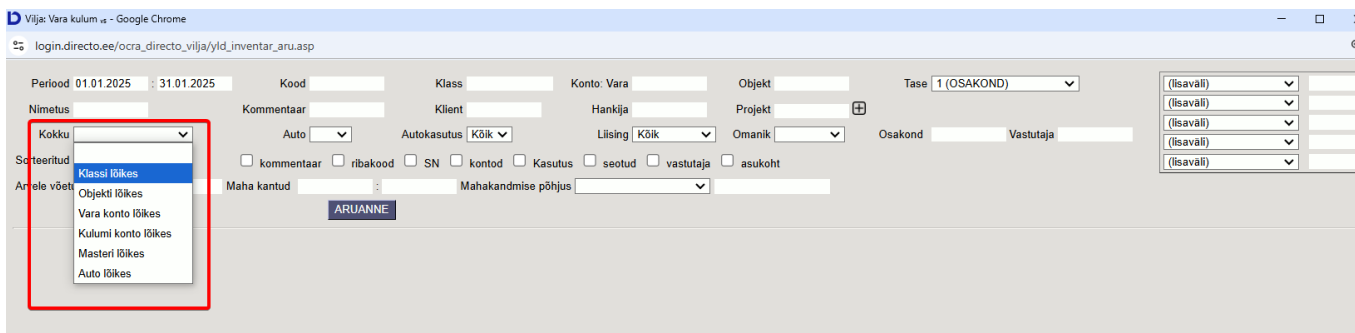 Vilja: Vara kulum vs - Google Chrome
login.directo.ee/ocra_directo_vilja/yld_inventar_aru.asp
Periood 01.01.2025 : 31.01.2025 Kood Klass Konto: Vara Objekt Tase 1 (OSAKOND) (lisaväli)
Nimetus Kommentaar Klient Hankija Projekt (lisaväli)
Kokku Auto Autokasutus Kõik Liising Kõik Omanik Osakond Vastutaja (lisaväli)
(lisaväli)
Sorteeritud kommentaar ribakood SN kontod Kasutus seotud vastutaja asukoht (lisaväli)
Klassi lõikes
Maha kantud : Mahakandmise põhjus
Objekti lõikes
ARUANNE
Vara konto lõikes
Kulumi konto lõikes
Masteri lõikes
Auto lõikes